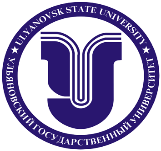 ULYANOVSK STATE UNIVERSITY
УЛЬЯНОВСКИЙ ГОСУДАРСТВЕННЫЙ УНИВЕРСИТЕТ